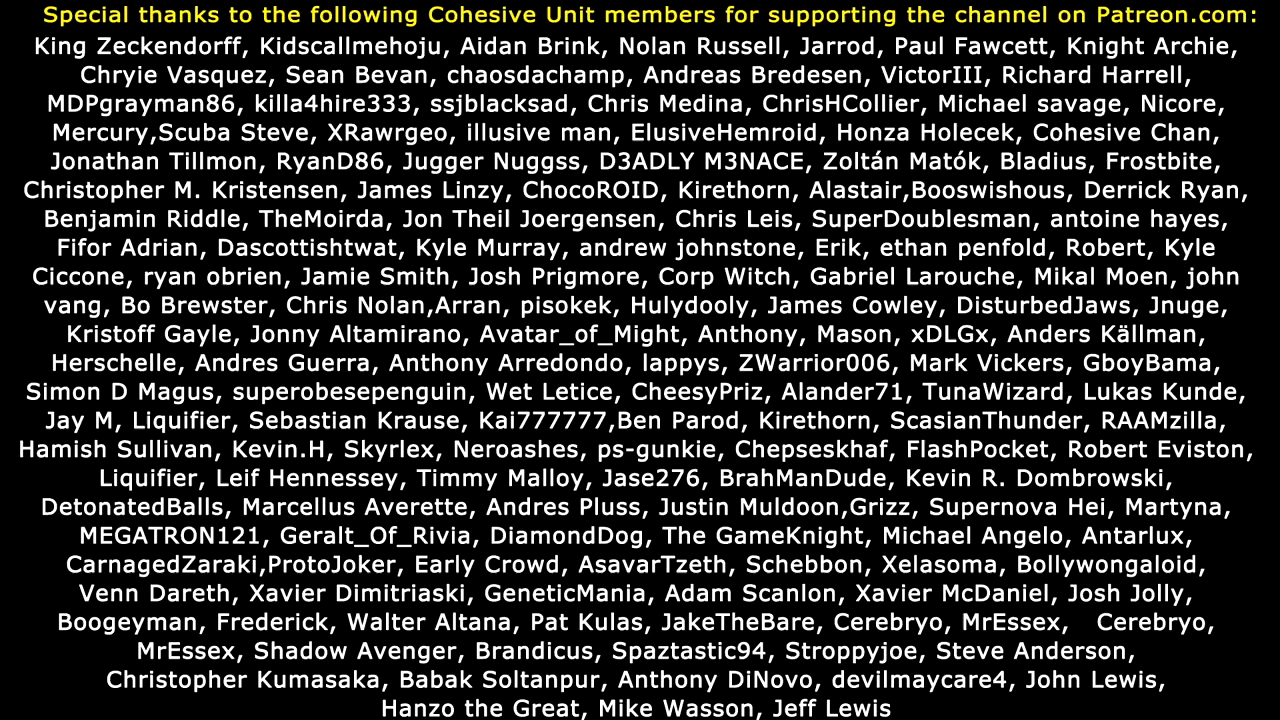 Special thanks to the following Cohesive Unit members for supporting the channel on Patreon.com:
King Zeckendorff, Kidscallmehoju, Aidan Brink, Nolan Russell, Jarrod, Paul Fawcett, Knight Archie,
Chryie Vasquez, Sean Bevan, chaosdachamp, Andreas Bredesen, VictorIII, Richard Harrell,
MDPgrayman86, killa4hire333, ssjblacksad, Chris Medina, ChrisHCollier, Michael savage, Nicore,
Mercury,Scuba Steve, XRawrgeo, illusive man, ElusiveHemroid, Honza Holecek, Cohesive Chan,
Jonathan Tillmon, RyanD86, Jugger Nuggss, D3ADLY M3NACE, Zoltán Matók, Bladius, Frostbite,
Christopher M. Kristensen, James Linzy, ChocoROID, Kirethorn, Alastair,Booswishous, Derrick Ryan,
Benjamin Riddle, TheMoirda, Jon Theil Joergensen, Chris Leis, SuperDoublesman, antoine hayes,
Fifor Adrian, Dascottishtwat, Kyle Murray, andrew johnstone, Erik, ethan penfold, Robert, Kyle
Ciccone, ryan obrien, Jamie Smith, Josh Prigmore, Corp Witch, Gabriel Larouche, Mikal Moen, john
vang, Bo Brewster, Chris Nolan,Arran, pisokek, Hulydooly, James Cowley, DisturbedJaws, Jnuge,
Kristoff Gayle, Jonny Altamirano, Avatar_of_Might, Anthony, Mason, xDLGx, Anders Källman,
Herschelle, Andres Guerra, Anthony Arredondo, lappys, ZWarrior006, Mark Vickers, GboyBama,
Simon D Magus, superobesepenguin, Wet Letice, CheesyPriz, Alander71, TunaWizard, Lukas Kunde,
Jay M, Liquifier, Sebastian Krause, Kai777777,Ben Parod, Kirethorn, ScasianThunder, RAAMzilla,
Hamish Sullivan, Kevin.H, Skyrlex, Neroashes, ps-gunkie, Chepseskhaf, FlashPocket, Robert Eviston,
Liquifier, Leif Hennessey, Timmy Malloy, Jase276, BrahManDude, Kevin R. Dombrowski,
DetonatedBalls, Marcellus Averette, Andres Pluss, Justin Muldoon,Grizz, Supernova Hei, Martyna,
MEGATRON121, Geralt_Of_Rivia, DiamondDog, The GameKnight, Michael Angelo, Antarlux,
CarnagedZaraki,ProtoJoker, Early Crowd, AsavarTzeth, Schebbon, Xelasoma, Bollywongaloid,
Venn Dareth, Xavier Dimitriaski, GeneticMania, Adam Scanlon, Xavier McDaniel, Josh Jolly,
Boogeyman, Frederick, Walter Altana, Pat Kulas, JakeTheBare, Cerebryo, MrEssex, Cerebryo,
MrEssex, Shadow Avenger, Brandicus, Spaztastic94, Stroppyjoe, Steve Anderson,
Christopher Kumasaka, Babak Soltanpur, Anthony DiNovo, devilmaycare4, John Lewis,
Hanzo the Great, Mike Wasson, Jeff Lewis